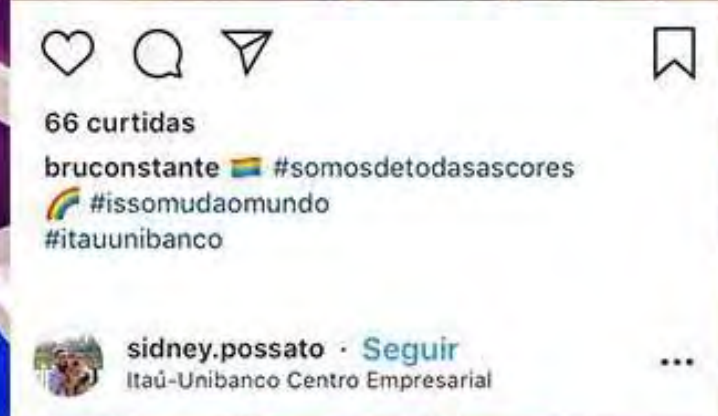 66 curtidas
bruconstante 🏳️‍🌈 #somosdetodasascores
🌈 #issomudaomundo
#itauunibanco
sidney.possato · Seguir
Itaú-Unibanco Centro Empresarial